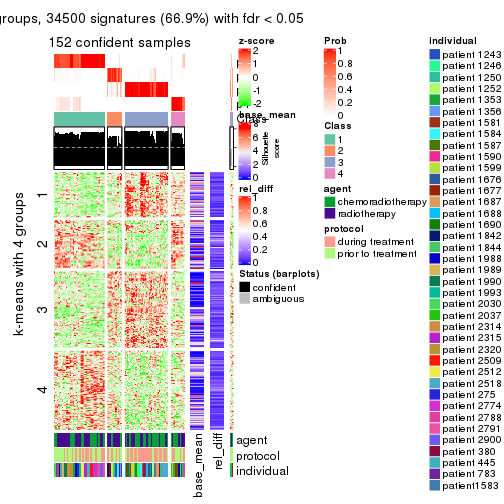 groups, 34500 signatures (66.9%) with fdr < 0.05
152 confident samples
k-means with 4 groups
1
2
3
4
base_mean
rel_diff
agent
protocol
individual
z-score
2
1
0
-1
-2
base_mean
8
6
4
2
0
Silhouette
score
rel_diff
1
0.8
0.6
0.4
0.2
0
Status (barplots)
confident
ambiguous
Prob
1
0.8
0.6
0.4
0.2
0
Class
1
2
3
4
agent
chemoradiotherapy
radiotherapy
protocol
during treatment
prior to treatment
individual
patient 1243
patient 1246
patient 1250
patient 1252
patient 1353
patient 1356
patient 1581
patient 1584
patient 1587
patient 1590
patient 1599
patient 1676
patient 1677
patient 1687
patient 1688
patient 1690
patient 1842
patient 1844
patient 1988
patient 1989
patient 1990
patient 1993
patient 2030
patient 2037
patient 2314
patient 2315
patient 2320
patient 2509
patient 2512
patient 2518
patient 275
patient 2774
patient 2788
patient 2791
patient 2900
patient 380
patient 445
patient 783
patient1583